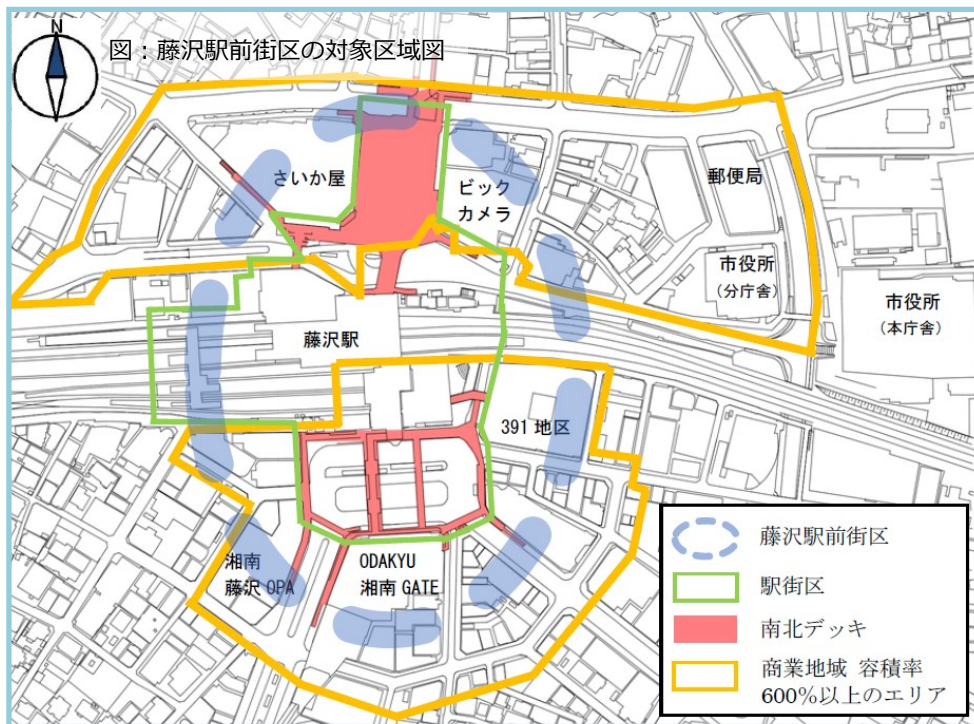 図：藤沢駅前街区の対象区域図
さいか屋
ビック
カメラ
郵便局
市役所
（分庁舎）
市役所
（本庁舎）
藤沢駅
391 地区
湘南
藤沢 OPA
ODAKYU
湘南 GATE
藤沢駅前街区
駅街区
南北デッキ
商業地域 容積率
600％以上のエリア